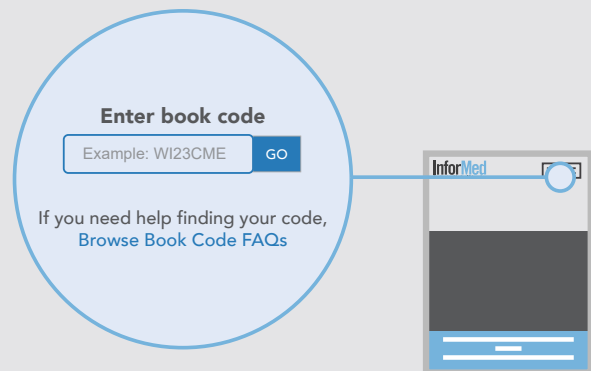 Enter book code
Example: WI23CME GO
If you need help finding your code,
Browse Book Code FAQs
InforMed